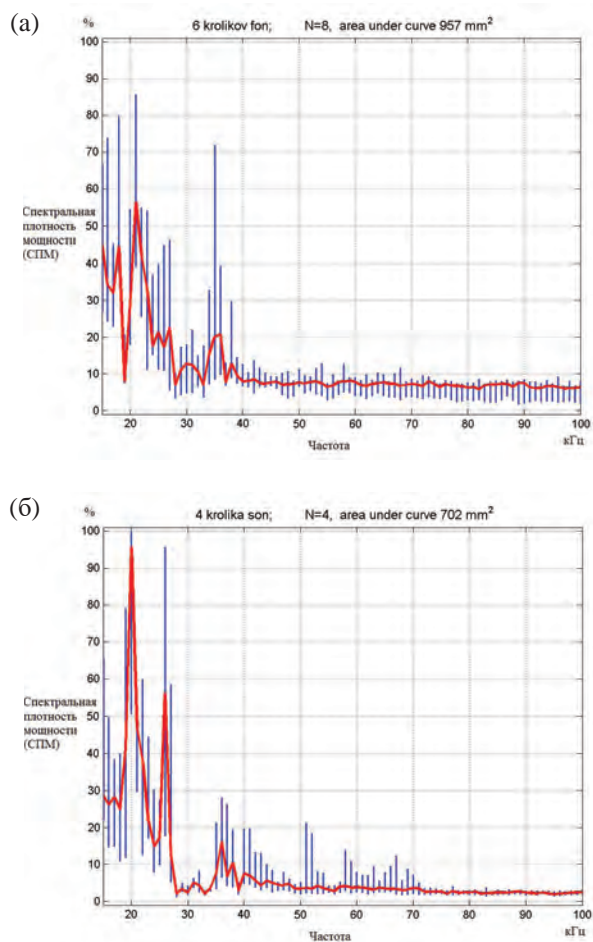 (а)
% 6 krolikov fon; N=8, area under curve 957 mm²
100
90
80
70
60
50
40
30
20
10
0
Спектральная
плотность
мощности
(СПМ)
20 30 40 50 60 70 80 90 100
Частота кГц
(б)
% 4 krolika son; N=4, area under curve 702 mm²
100
90
80
70
60
50
40
30
20
10
0
Спектральная
плотность
мощности
(СПМ)
20 30 40 50 60 70 80 90 100
Частота кГц